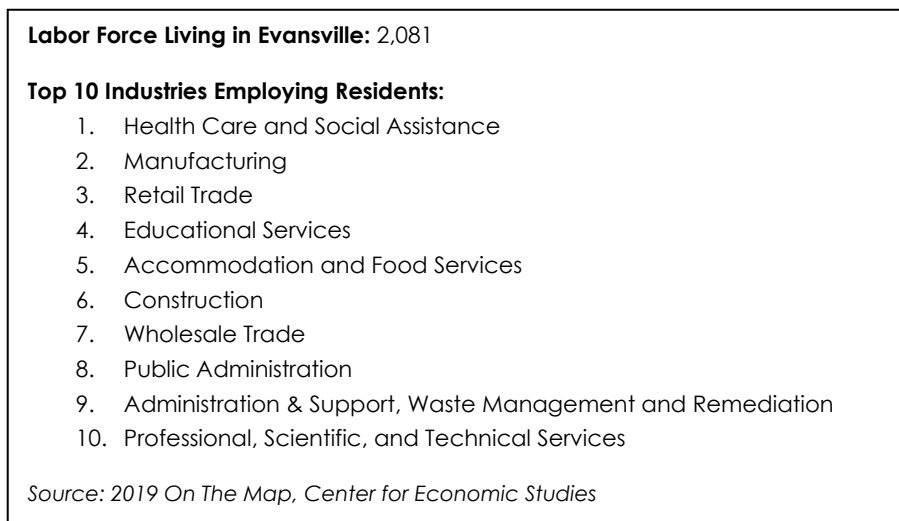 Labor Force Living in Evansville: 2,081
Top 10 Industries Employing Residents:
1. Health Care and Social Assistance
2. Manufacturing
3. Retail Trade
4. Educational Services
5. Accommodation and Food Services
6. Construction
7. Wholesale Trade
8. Public Administration
9. Administration & Support, Waste Management and Remediation
10. Professional, Scientific, and Technical Services
Source: 2019 On The Map, Center for Economic Studies